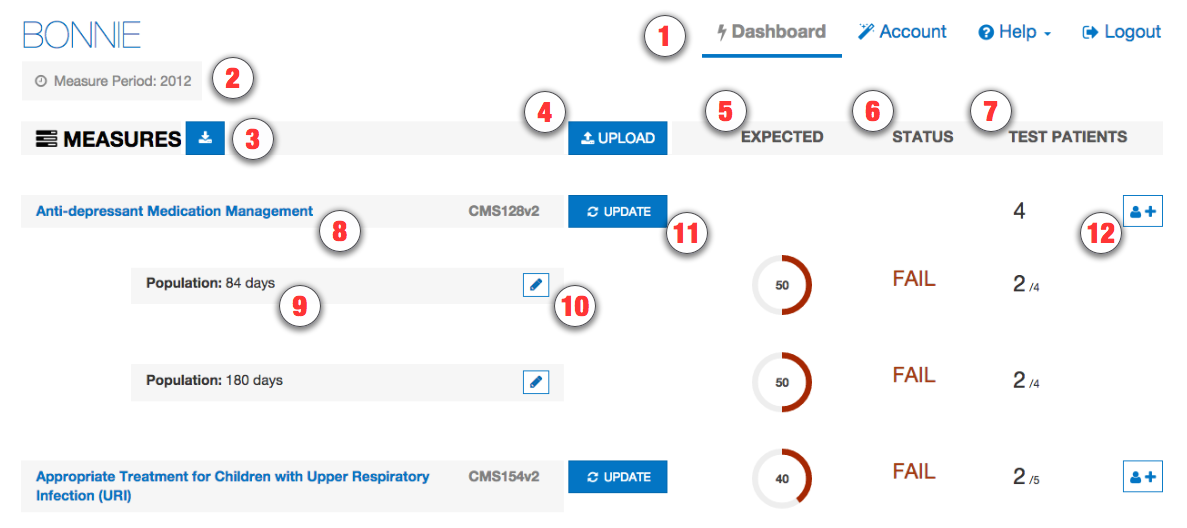 BONNIE
1 Dashboard Account Help Logout
Measure Period: 2012 2
MEASURES 3 4 UPLOAD 5 EXPECTED 6 STATUS 7 TEST PATIENTS
Anti-depressant Medication Management 8 CMS128v2 UPDATE 11 4 12
Population: 84 days 9 10 50 FAIL 2 /4
Population: 180 days 50 FAIL 2 /4
Appropriate Treatment for Children with Upper Respiratory CMS154v2 UPDATE 40 FAIL 2 /5
Infection (URI)